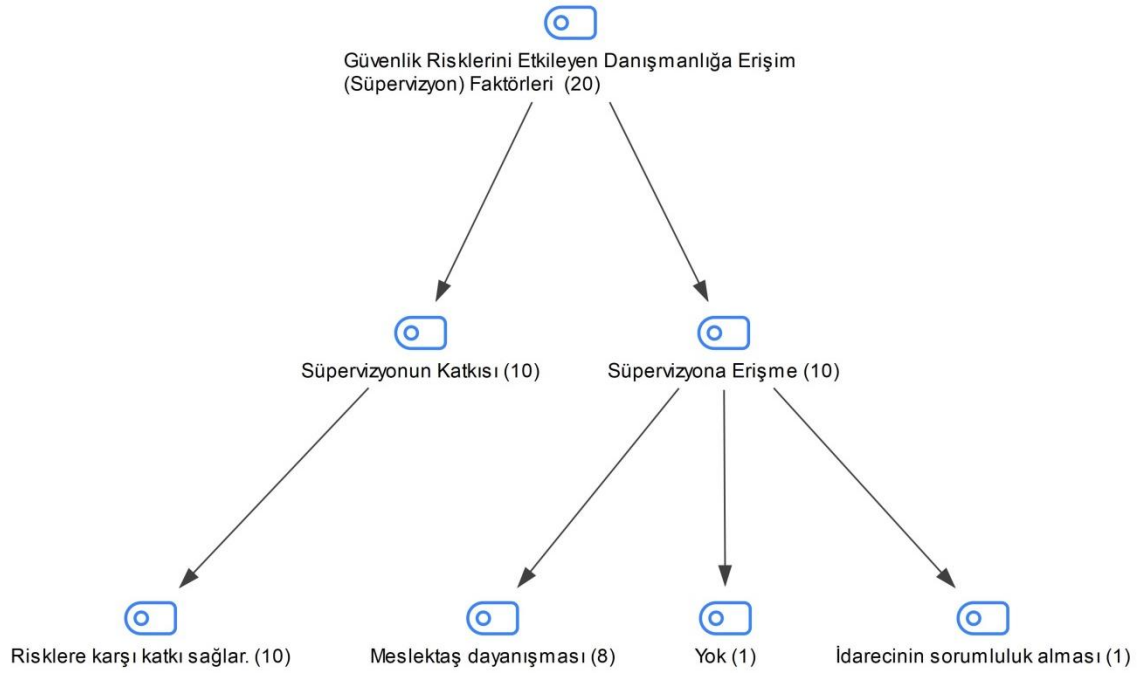 Güvenlik Risklerini Etkileyen Danışmanlığa Erişim
(Süpervizyon) Faktörleri (20)
Süpervizyonun Katkısı (10)
Süpervizyona Erişme (10)
Risklere karşı katkı sağlar. (10)
Meslektaş dayanışması (8)
Yok (1)
İdarecinin sorumluluk alması (1)